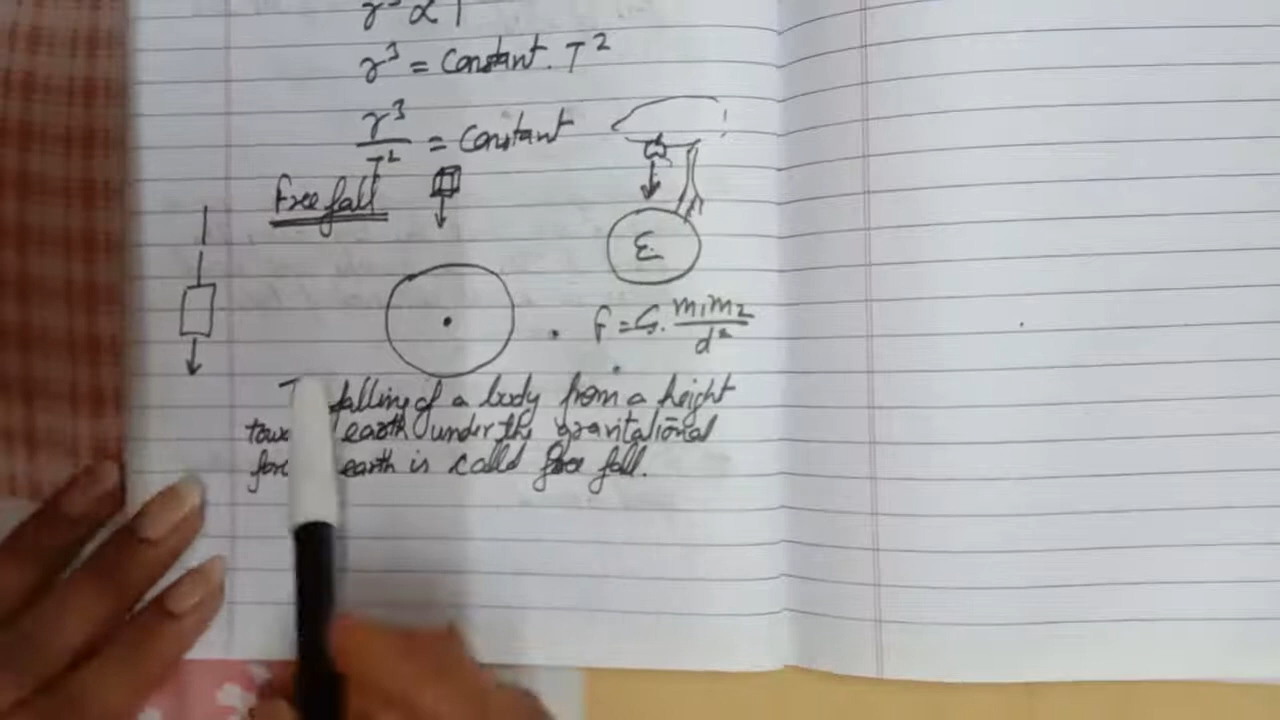 r³ = Constant. T²
r³/T² = Constant
Free fall
E
F = G. m₁m₂/d²
falling of a body from a height
earth under the gravitational
earth is called free fall.